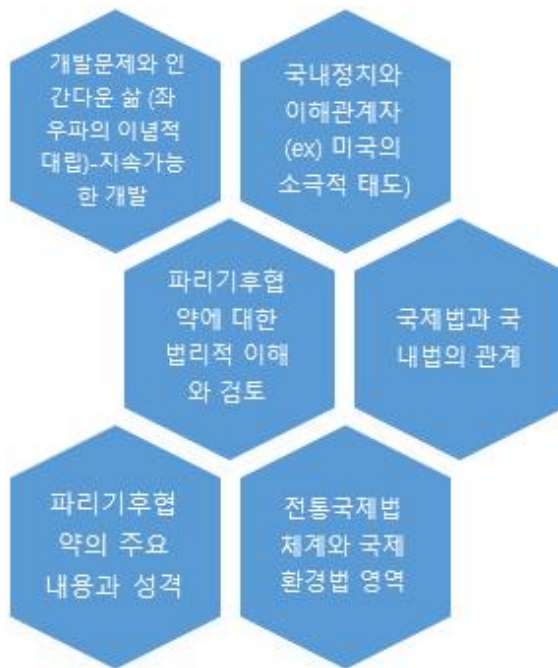 개발문제와 인
간다운 삶 (좌
우파의 이념적
대립)-지속가능
한 개발
국내정치와
이해관계자
(ex) 미국의
소극적 태도)
파리기후협
약에 대한
법리적 이해
와 검토
국제법과 국
내법의 관계
파리기후협
약의 주요
내용과 성격
전통국제법
체계와 국제
환경법 영역